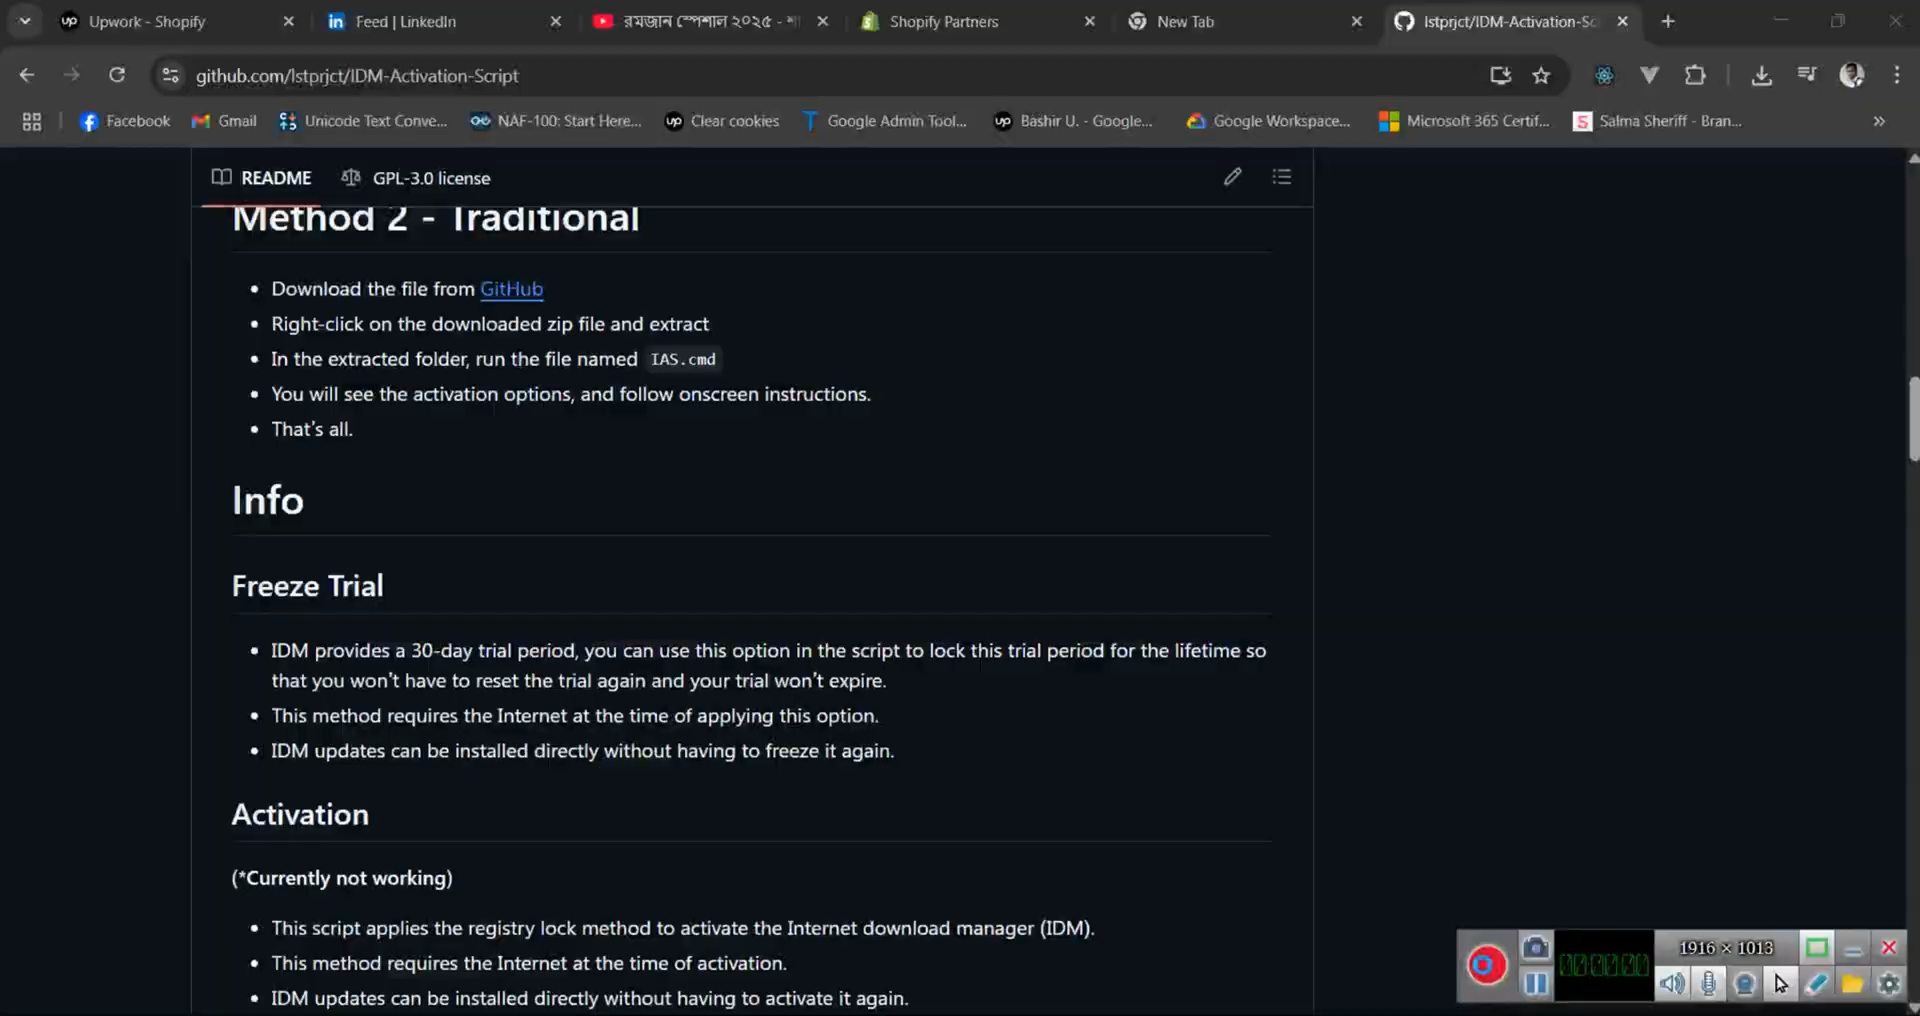 Upwork - Shopify
Feed | LinkedIn
রমজান স্পেশাল ২০২৫ -
Shopify Partners
New Tab
lstprjct/IDM-Activation-Sc
github.com/lstprjct/IDM-Activation-Script
Facebook
Gmail
Unicode Text Conve...
NAF-100: Start Here...
up Clear cookies
Google Admin Tool...
up Bashir U. - Google...
Google Workspace...
Microsoft 365 Certif...
S Salma Sheriff - Bran...
README
GPL-3.0 license
Method 2 - Traditional
• Download the file from GitHub
• Right-click on the downloaded zip file and extract
• In the extracted folder, run the file named IAS.cmd
• You will see the activation options, and follow onscreen instructions.
• That's all.
Info
Freeze Trial
• IDM provides a 30-day trial period, you can use this option in the script to lock this trial period for the lifetime so
that you won't have to reset the trial again and your trial won't expire.
• This method requires the Internet at the time of applying this option.
• IDM updates can be installed directly without having to freeze it again.
Activation
(*Currently not working)
• This script applies the registry lock method to activate the Internet download manager (IDM).
• This method requires the Internet at the time of activation.
• IDM updates can be installed directly without having to activate it again.
1916 × 1013